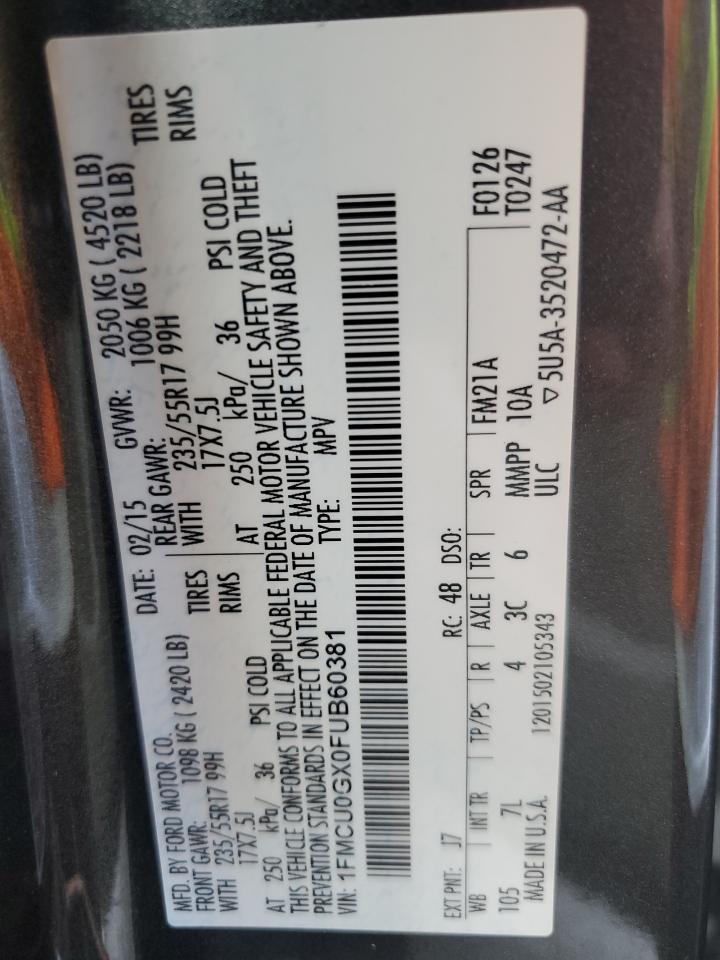 MFD. BY FORD MOTOR CO. DATE: 02/15 GVWR: 2050 KG ( 4520 LB)
FRONT GAWR: 1098 KG ( 2420 LB) REAR GAWR: 1006 KG ( 2218 LB)
WITH 235/55R17 99H TIRES WITH 235/55R17 99H TIRES
17X7.5J RIMS 17X7.5J RIMS
AT 250 kPa/ 36 PSI COLD AT 250 kPa/ 36 PSI COLD
THIS VEHICLE CONFORMS TO ALL APPLICABLE FEDERAL MOTOR VEHICLE SAFETY AND THEFT
PREVENTION STANDARDS IN EFFECT ON THE DATE OF MANUFACTURE SHOWN ABOVE.
VIN: 1FMCU0GX0FUB60381 TYPE: MPV
EXT PNT: J7 RC: 48 DSO: F0126
WB INT TR TP/PS R AXLE TR SPR FM21A T0247
105 7L 4 3C 6 MMPP 10A
MADE IN U.S.A. 1201502105343 ULC ▽ 5U5A-3520472-AA